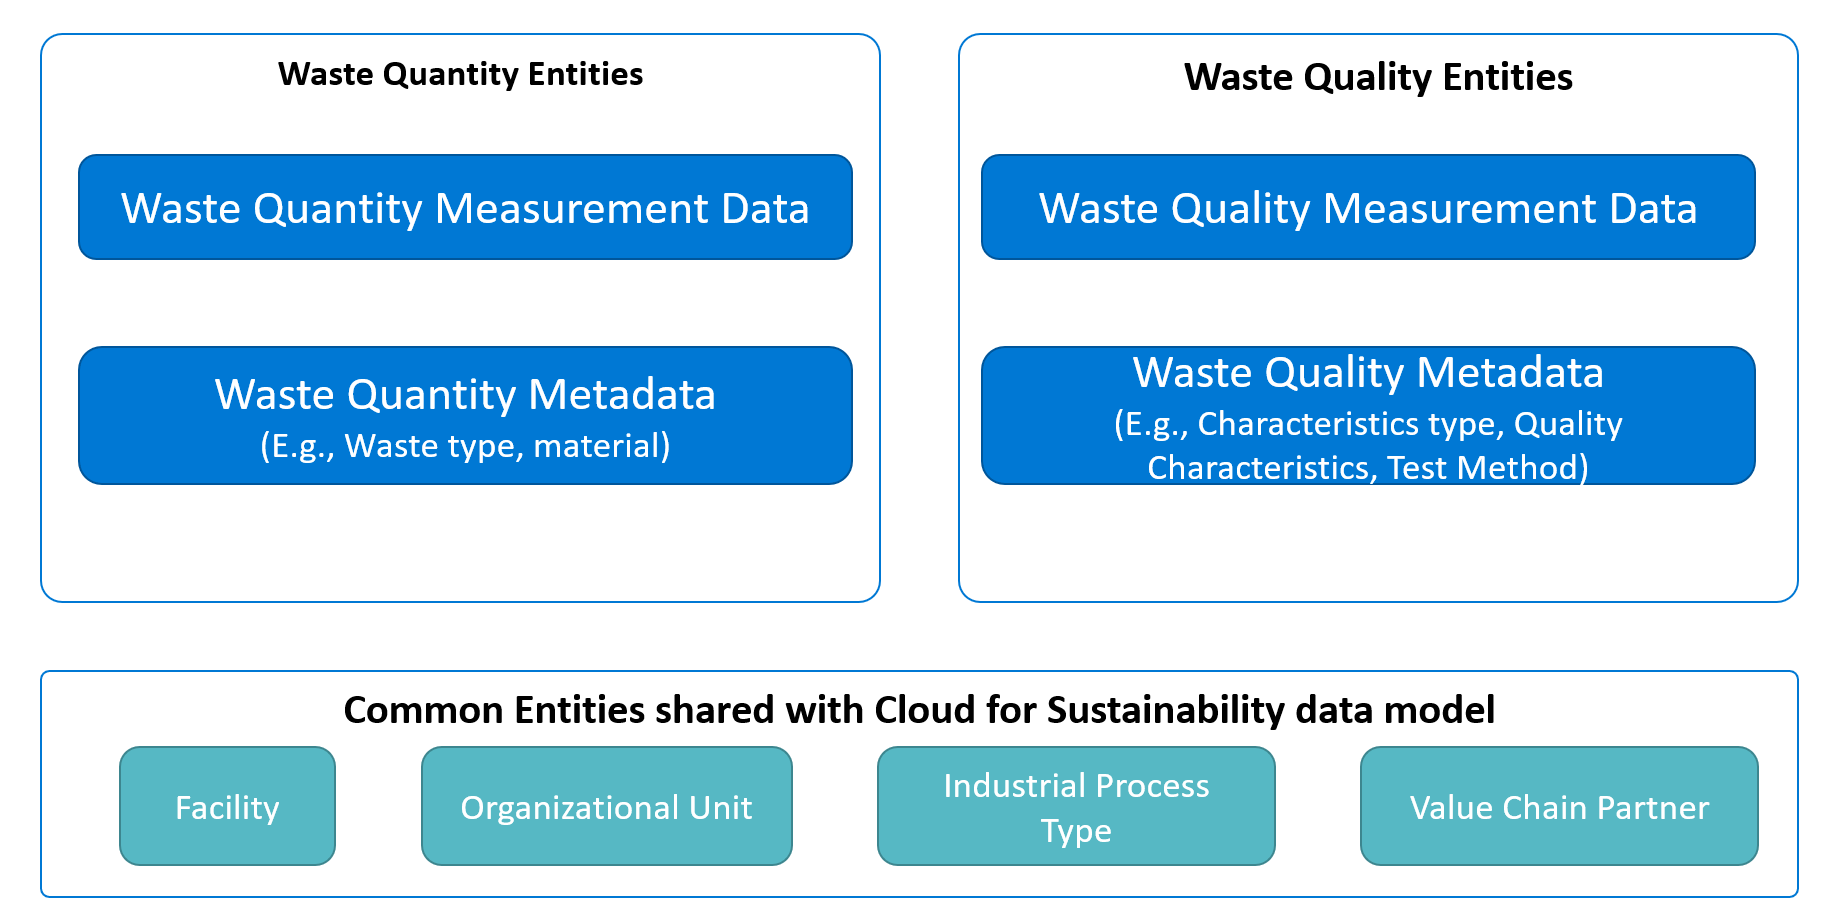 Waste Quantity Entities
Waste Quantity Measurement Data
Waste Quantity Metadata
(E.g., Waste type, material)
Waste Quality Entities
Waste Quality Measurement Data
Waste Quality Metadata
(E.g., Characteristics type, Quality
Characteristics, Test Method)
Common Entities shared with Cloud for Sustainability data model
Facility
Organizational Unit
Industrial Process
Type
Value Chain Partner